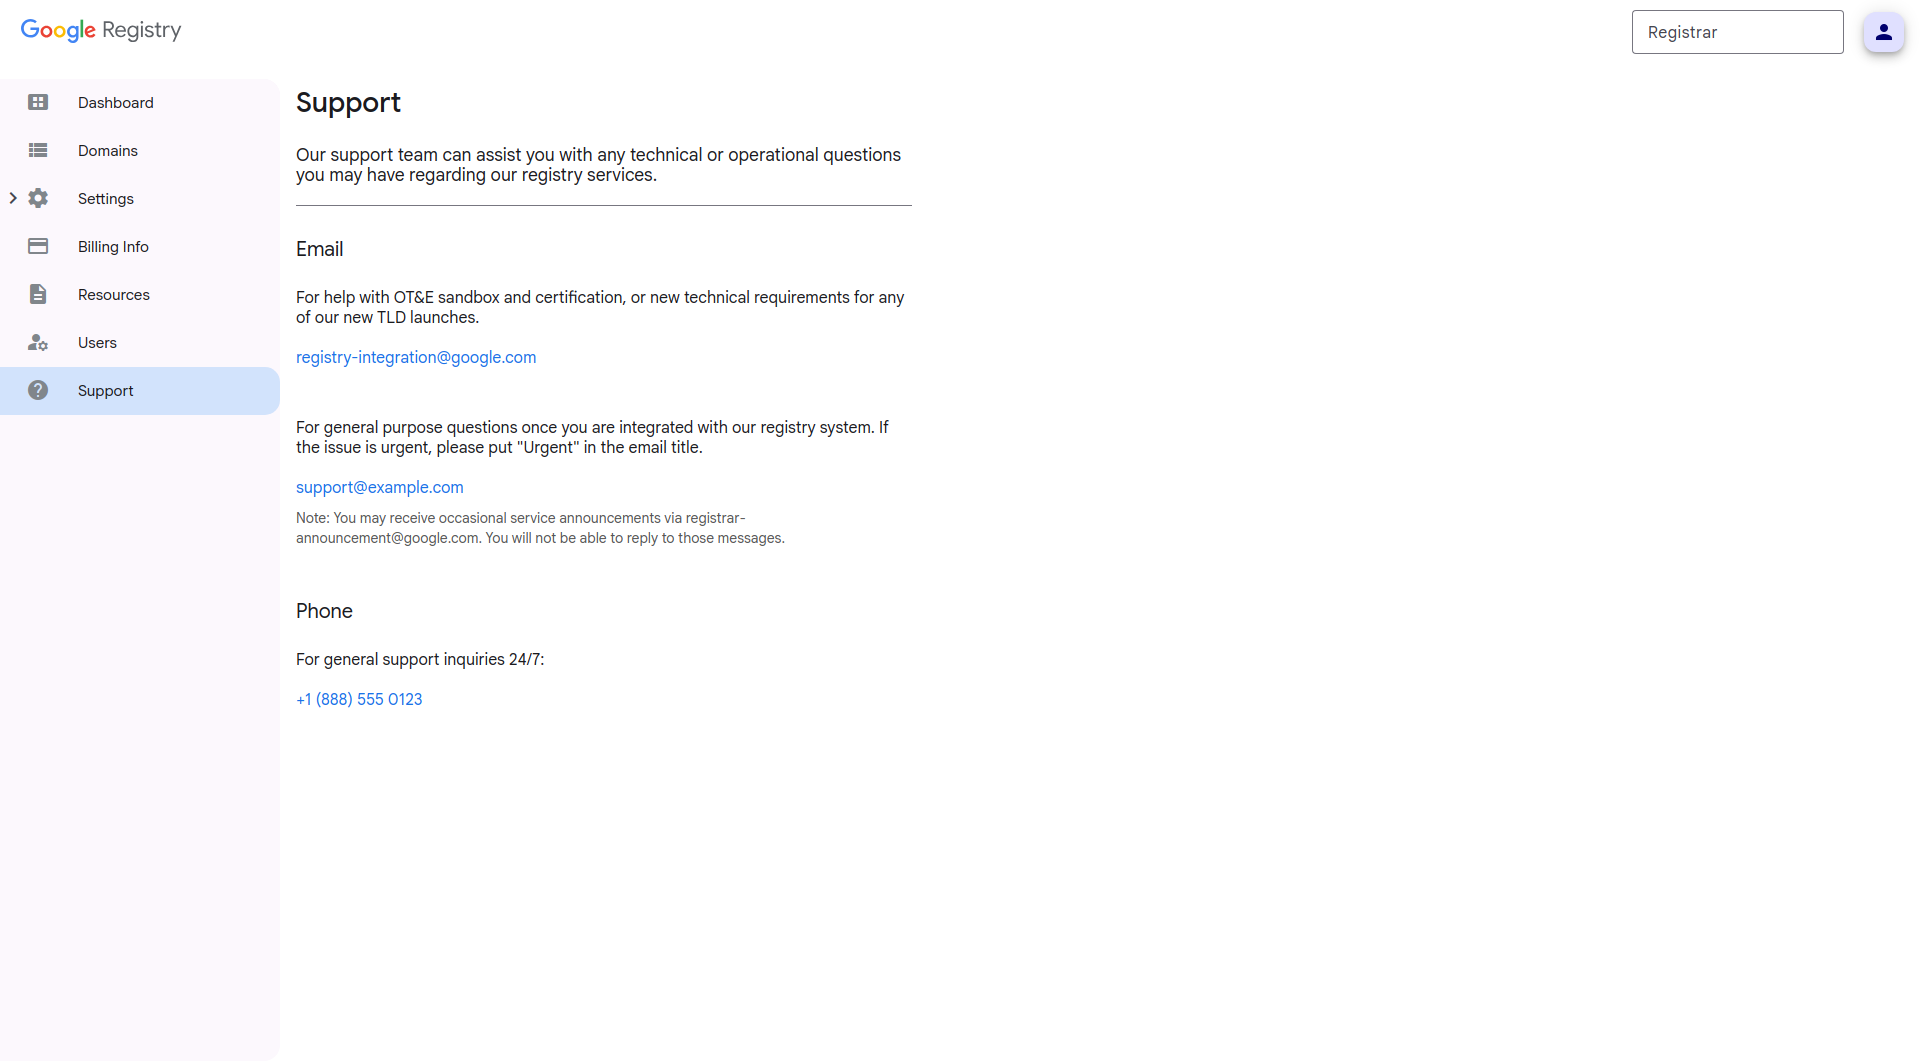 Google Registry
Registrar
Dashboard
Domains
Settings
Billing Info
Resources
Users
Support
Support
Our support team can assist you with any technical or operational questions
you may have regarding our registry services.
Email
For help with OT&E sandbox and certification, or new technical requirements for any
of our new TLD launches.
registry-integration@google.com
For general purpose questions once you are integrated with our registry system. If
the issue is urgent, please put "Urgent" in the email title.
support@example.com
Note: You may receive occasional service announcements via registrar-
announcement@google.com. You will not be able to reply to those messages.
Phone
For general support inquiries 24/7:
+1 (888) 555 0123